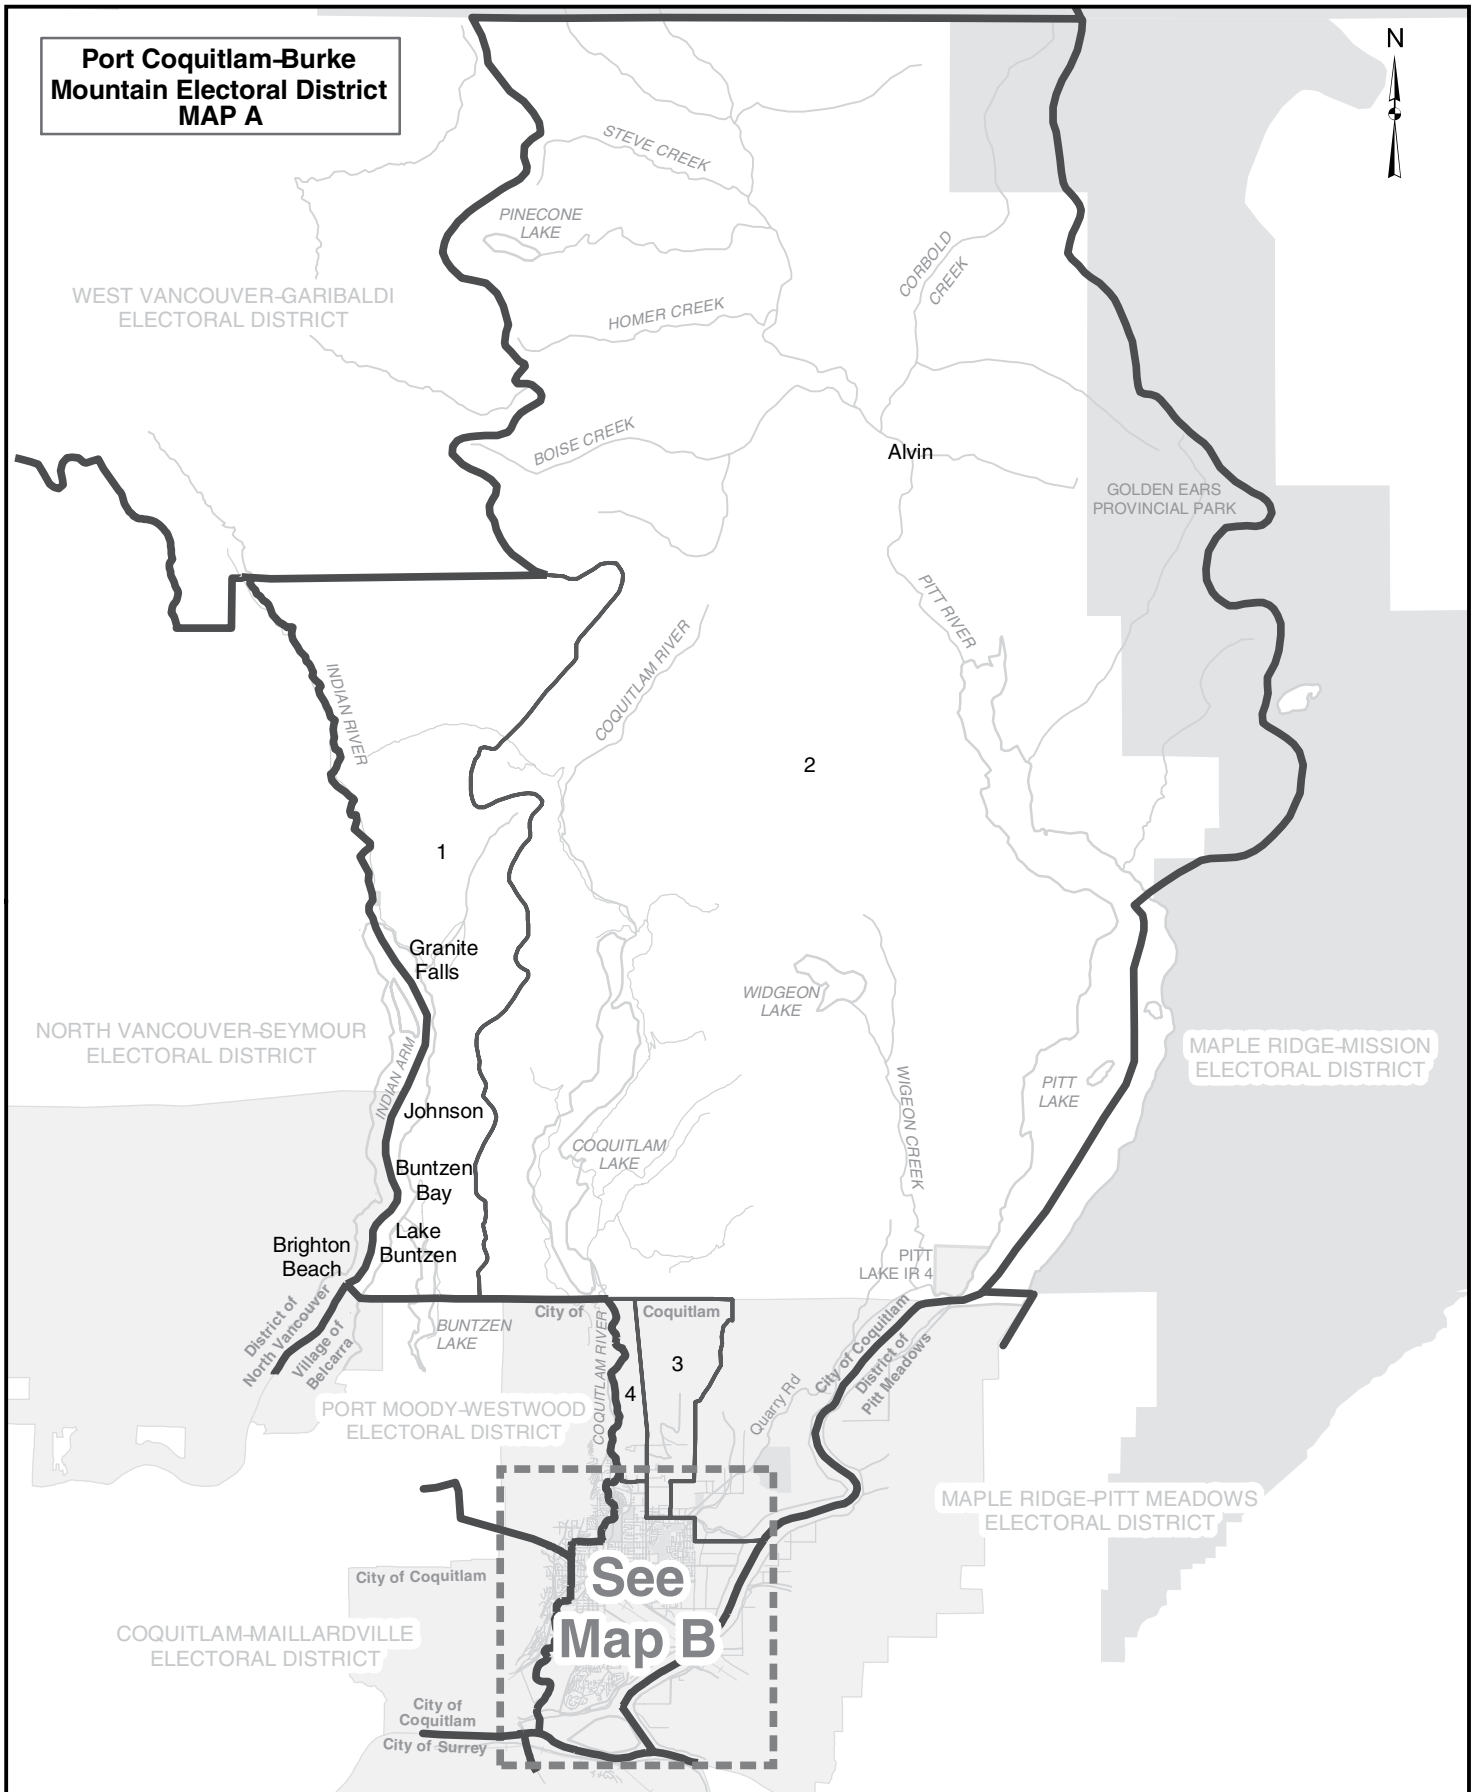 Port Coquitlam-Burke
Mountain Electoral District
MAP A
N
STEVE CREEK
PINECONE
LAKE
CORBOLD
CREEK
WEST VANCOUVER-GARIBALDI
ELECTORAL DISTRICT
HOMER CREEK
BOISE CREEK
Alvin
GOLDEN EARS
PROVINCIAL PARK
PITT RIVER
COQUITLAM RIVER
INDIAN RIVER
2
1
Granite
Falls
WIDGEON
LAKE
NORTH VANCOUVER-SEYMOUR
ELECTORAL DISTRICT
MAPLE RIDGE-MISSION
ELECTORAL DISTRICT
INDIAN ARM
PITT
LAKE
WIGEON CREEK
Johnson
COQUITLAM
LAKE
Buntzen
Bay
Lake
Buntzen
Brighton
Beach
PITT
LAKE IR 4
District of
North Vancouver
Village of
Belcarra
BUNTZEN
LAKE
City of
Coquitlam
COQUITLAM RIVER
3
4
City of Coquitlam
District of
Pitt Meadows
Quarry Rd
PORT MOODY-WESTWOOD
ELECTORAL DISTRICT
MAPLE RIDGE-PITT MEADOWS
ELECTORAL DISTRICT
City of Coquitlam
See
Map B
COQUITLAM-MAILLARDVILLE
ELECTORAL DISTRICT
City of
Coquitlam
City of Surrey